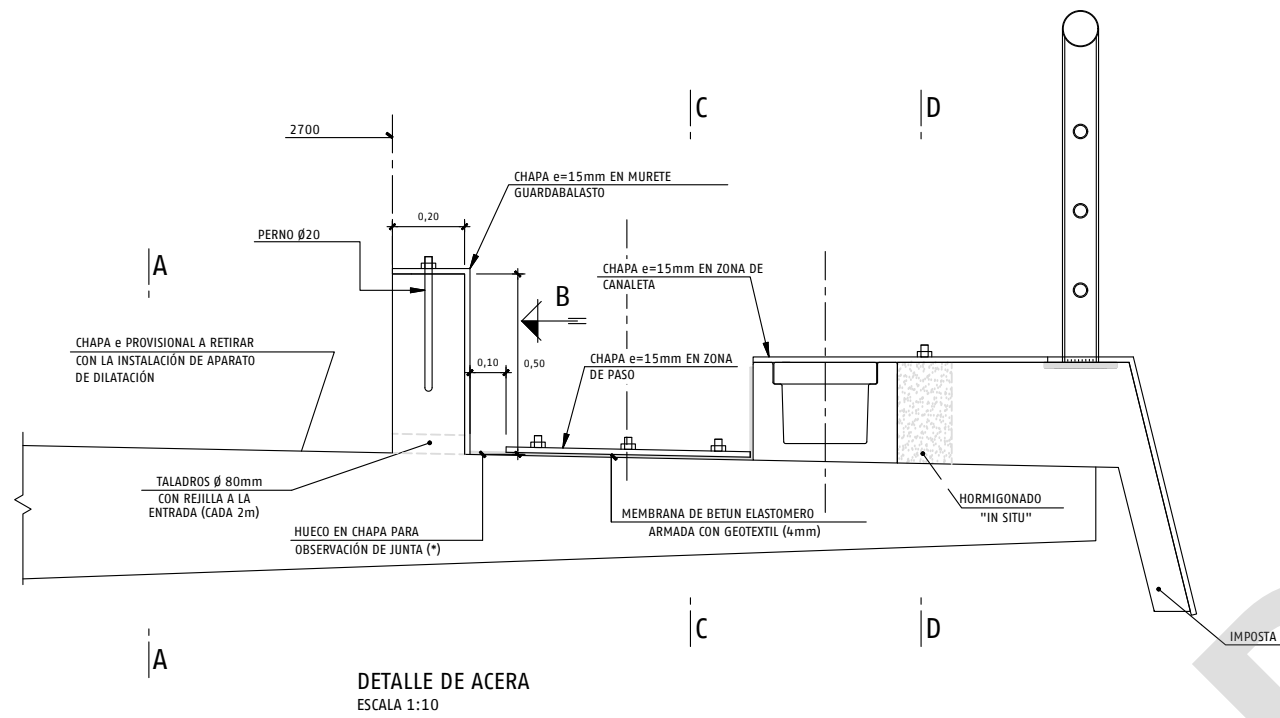 C
D
2700
CHAPA e=15mm EN MURETE
GUARDABALASTO
0,20
PERNO Ø20
A
CHAPA e=15mm EN ZONA DE
CANALETA
B
CHAPA e PROVISIONAL A RETIRAR
CON LA INSTALACIÓN DE APARATO
DE DILATACIÓN
0,10
0,50
CHAPA e=15mm EN ZONA
DE PASO
TALADROS Ø 80mm
CON REJILLA A LA
ENTRADA (CADA 2m)
HORMIGONADO
"IN SITU"
MEMBRANA DE BETUN ELASTOMERO
ARMADA CON GEOTEXTIL (4mm)
HUECO EN CHAPA PARA
OBSERVACIÓN DE JUNTA (*)
C
D
IMPOSTA
A
DETALLE DE ACERA
ESCALA 1:10